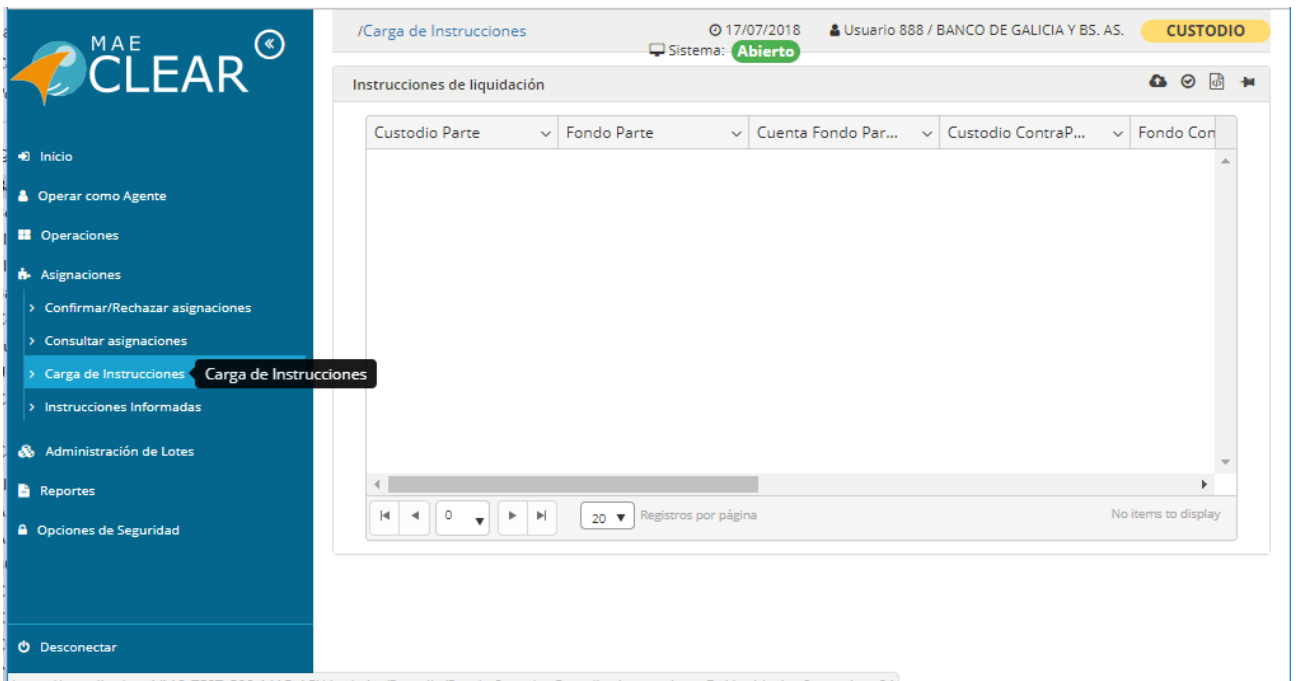 MAE
CLEAR
Inicio
Operar como Agente
Operaciones
Asignaciones
Confirmar/Rechazar asignaciones
Consultar asignaciones
Carga de Instrucciones
Carga de Instrucciones
Instrucciones Informadas
Administración de Lotes
Reportes
Opciones de Seguridad
Desconectar
/Carga de Instrucciones
17/07/2018
Usuario 888 / BANCO DE GALICIA Y BS. AS.
CUSTODIO
Sistema: Abierto
Instrucciones de liquidación
Custodio Parte
Fondo Parte
Cuenta Fondo Par...
Custodio ContraP...
Fondo Con
0
20
Registros por página
No items to display